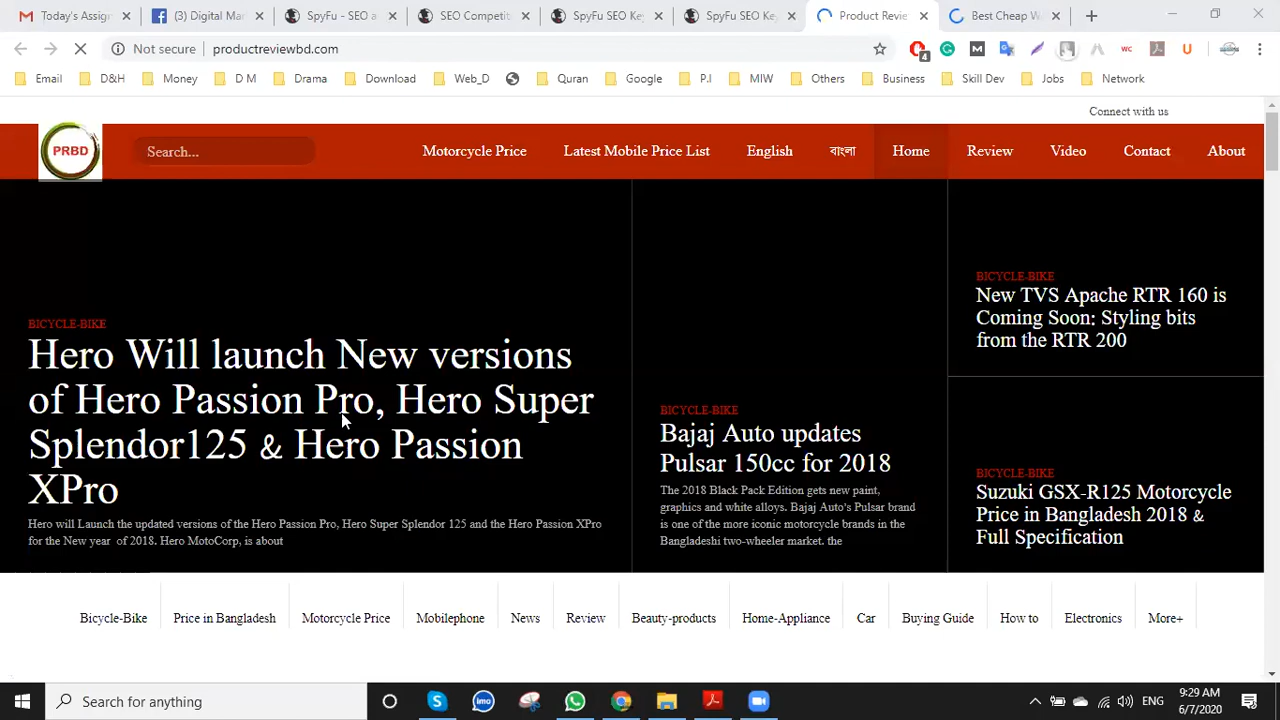 Today's Assign
(3) Digital Mar
SpyFu - SEO a
SEO Competit
SpyFu SEO Key
SpyFu SEO Key
Product Revie
Best Cheap W
Not secure
productreviewbd.com
4
WC
U
Email
D&H
Money
D M
Drama
Download
Web_D
Quran
Google
P.I
MIW
Others
Business
Skill Dev
Jobs
Network
Connect with us
PRBD
Search...
Motorcycle Price
Latest Mobile Price List
English
বাংলা
Home
Review
Video
Contact
About
BICYCLE-BIKE
Hero Will launch New versions
of Hero Passion Pro, Hero Super
Splendor125 & Hero Passion
XPro
Hero will Launch the updated versions of the Hero Passion Pro, Hero Super Splendor 125 and the Hero Passion XPro
for the New year of 2018. Hero MotoCorp, is about
BICYCLE-BIKE
Bajaj Auto updates
Pulsar 150cc for 2018
The 2018 Black Pack Edition gets new paint,
graphics and white alloys. Bajaj Auto's Pulsar brand
is one of the more iconic motorcycle brands in the
Bangladeshi two-wheeler market. the
BICYCLE-BIKE
New TVS Apache RTR 160 is
Coming Soon: Styling bits
from the RTR 200
BICYCLE-BIKE
Suzuki GSX-R125 Motorcycle
Price in Bangladesh 2018 &
Full Specification
Bicycle-Bike
Price in Bangladesh
Motorcycle Price
Mobilephone
News
Review
Beauty-products
Home-Appliance
Car
Buying Guide
How to
Electronics
More+
Search for anything
imo
ENG
9:29 AM
6/7/2020